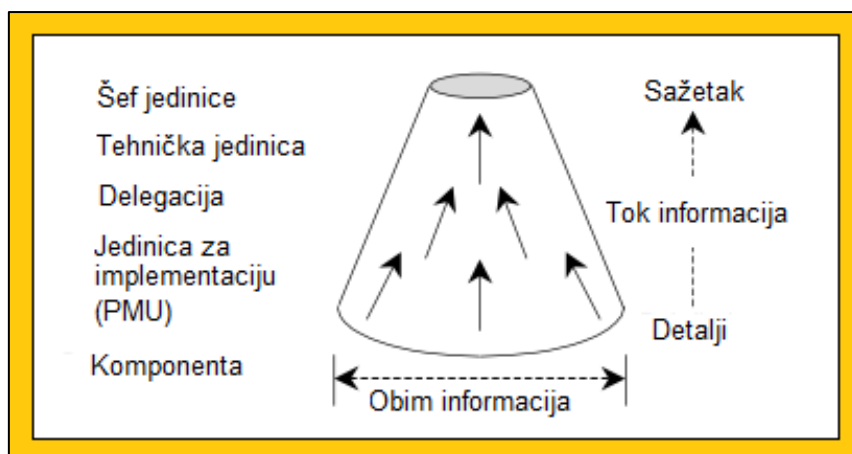 Šef jedinice
Tehnička jedinica
Delegacija
Jedinica za
implementaciju
(PMU)
Komponenta
Obim informacija
Sažetak
Tok informacija
Detalji